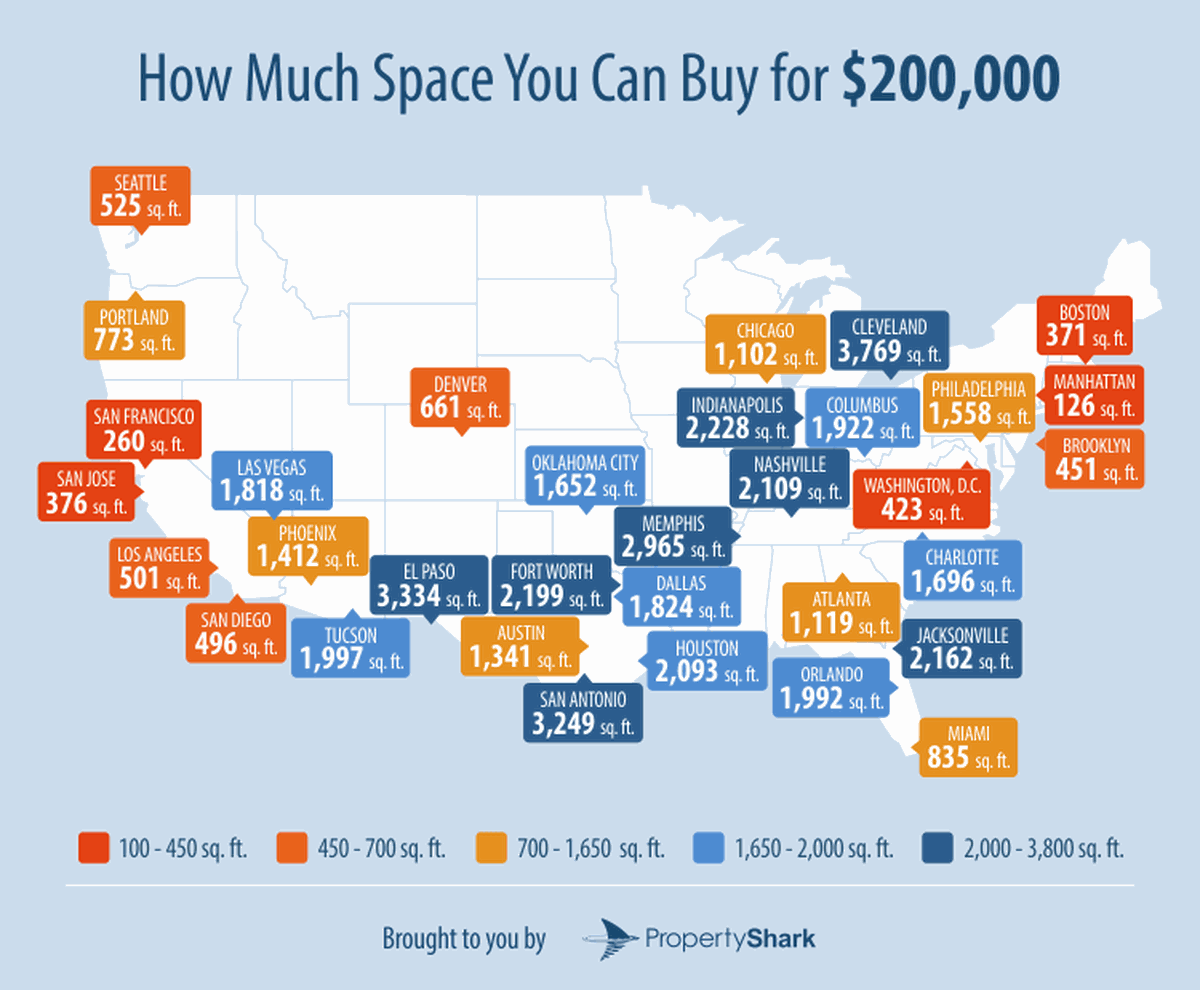 How Much Space You Can Buy for $200,000
SEATTLE
525 sq. ft.
PORTLAND
773 sq. ft.
SAN FRANCISCO
260 sq. ft.
SAN JOSE
376 sq. ft.
LAS VEGAS
1,818 sq. ft.
PHOENIX
1,412 sq. ft.
LOS ANGELES
501 sq. ft.
SAN DIEGO
496 sq. ft.
TUCSON
1,997 sq. ft.
DENVER
661 sq. ft.
OKLAHOMA CITY
1,652 sq. ft.
EL PASO
3,334 sq. ft.
FORT WORTH
2,199 sq. ft.
AUSTIN
1,341 sq. ft.
SAN ANTONIO
3,249 sq. ft.
DALLAS
1,824 sq. ft.
HOUSTON
2,093 sq. ft.
MEMPHIS
2,965 sq. ft.
NASHVILLE
2,109 sq. ft.
CHICAGO
1,102 sq. ft.
CLEVELAND
3,769 sq. ft.
INDIANAPOLIS
2,228 sq. ft.
COLUMBUS
1,922 sq. ft.
PHILADELPHIA
1,558 sq. ft.
BOSTON
371 sq. ft.
MANHATTAN
126 sq. ft.
BROOKLYN
451 sq. ft.
WASHINGTON, D.C.
423 sq. ft.
CHARLOTTE
1,696 sq. ft.
ATLANTA
1,119 sq. ft.
JACKSONVILLE
2,162 sq. ft.
ORLANDO
1,992 sq. ft.
MIAMI
835 sq. ft.
100 - 450 sq. ft.
450 - 700 sq. ft.
700 - 1,650 sq. ft.
1,650 - 2,000 sq. ft.
2,000 - 3,800 sq. ft.
Brought to you by PropertyShark